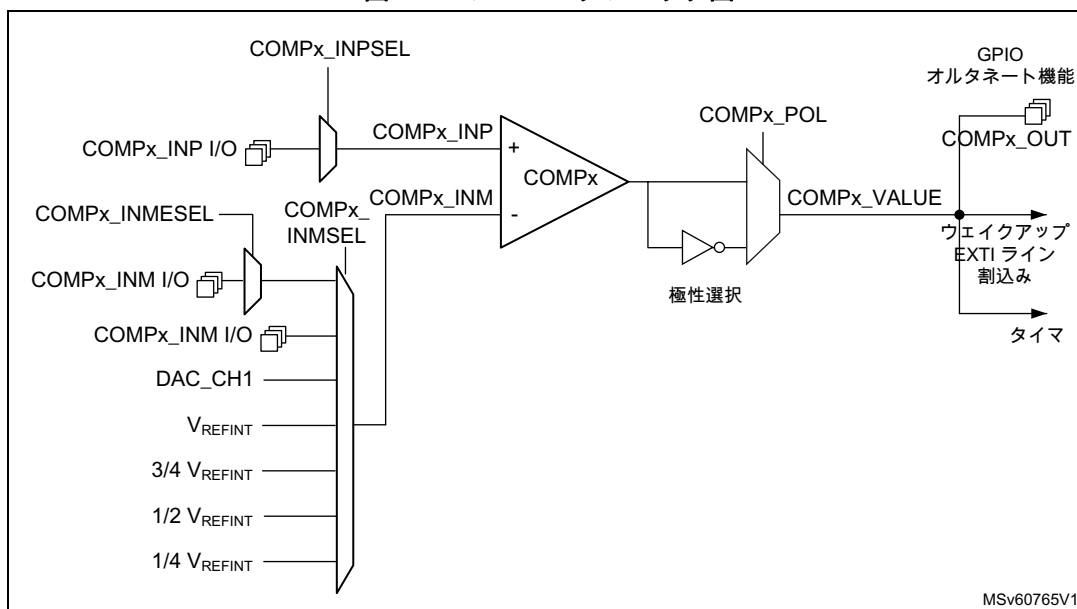 COMPx_INPSEL
GPIO
オルタネート機能
COMPx_POL
COMPx_INP I/O
COMPx_INP
+
COMPx
COMPx_OUT
COMPx_INMESEL
COMPx_
INMSEL
COMPx_INM
-
COMPx_VALUE
ウェイクアップ
EXTI ライン
割込み
COMPx_INM I/O
極性選択
COMPx_INM I/O
タイマ
DAC_CH1
VREFINT
3/4 VREFINT
1/2 VREFINT
1/4 VREFINT
MSv60765V1